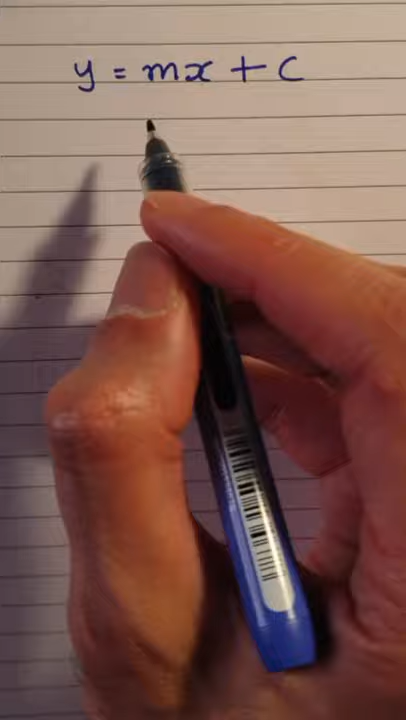 y = mx + c